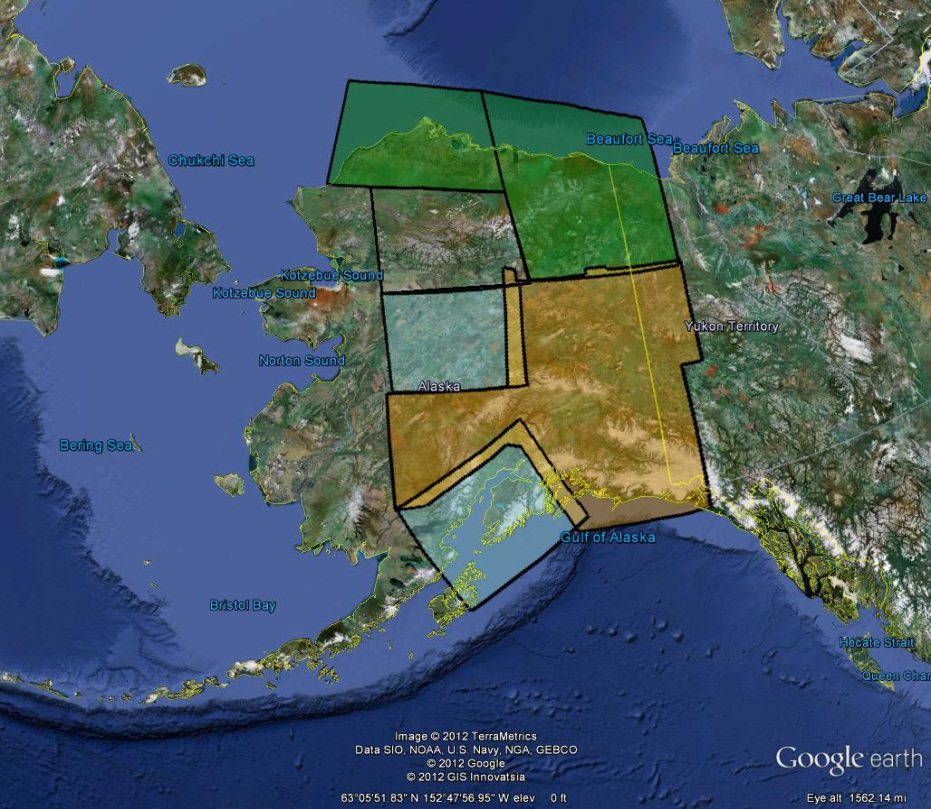 Beaufort Sea
Beaufort Sea
Chukchi Sea
Great Bear Lake
Kotzebue Sound
Kotzebue Sound
Yukon Territory
Norton Sound
Alaska
Bering Sea
Gulf of Alaska
Bristol Bay
Hecate Strait
Queen Char
Image © 2012 TerraMetrics
Data SIO, NOAA, U.S. Navy, NGA, GEBCO
© 2012 Google
© 2012 GIS Innovatsia
Google earth
63°05'51.83" N 152°47'56.95" W elev 0 ft
Eye alt 1562.14 mi